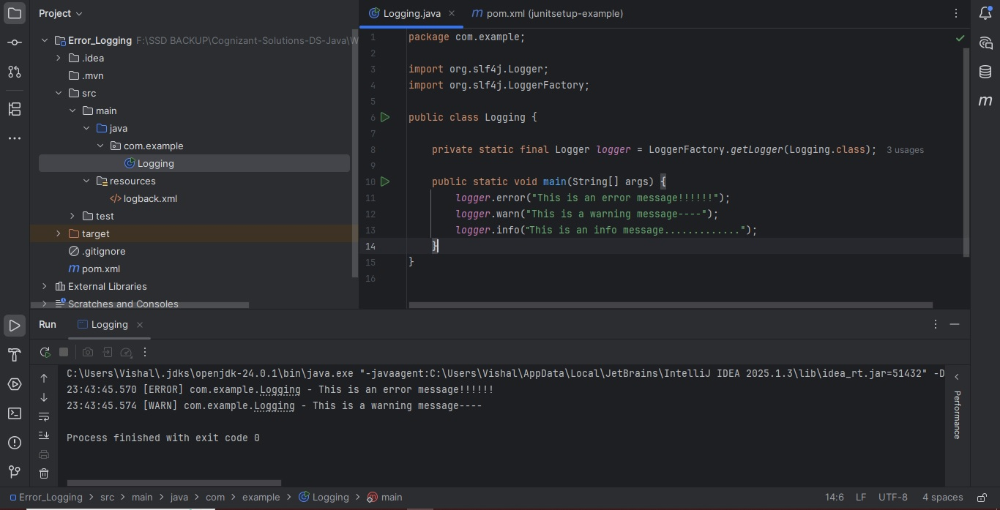 Project
Error_Logging F:\SSD BACKUP\Cognizant-Solutions-DS-Java\W
.idea
.mvn
src
main
java
com.example
Logging
resources
logback.xml
test
target
.gitignore
pom.xml
External Libraries
Scratches and Consoles
Logging.java pom.xml (junitsetup-example)
1 package com.example;
2
3 import org.slf4j.Logger;
4 import org.slf4j.LoggerFactory;
5
6 public class Logging {
7
8 private static final Logger logger = LoggerFactory.getLogger(Logging.class); 3 usages
9
10 public static void main(String[] args) {
11 logger.error("This is an error message!!!!!!");
12 logger.warn("This is a warning message----");
13 logger.info("This is an info message.............");
14 }
15 }
16
Run Logging
C:\Users\Vishal\.jdks\openjdk-24.0.1\bin\java.exe "-javaagent:C:\Users\Vishal\AppData\Local\JetBrains\IntelliJ IDEA 2025.1.3\lib\idea_rt.jar=51432" -D
23:43:45.570 [ERROR] com.example.Logging - This is an error message!!!!!!
23:43:45.574 [WARN] com.example.Logging - This is a warning message----
Process finished with exit code 0
Performance
Error_Logging > src > main > java > com > example > Logging > main 14:6 LF UTF-8 4 spaces